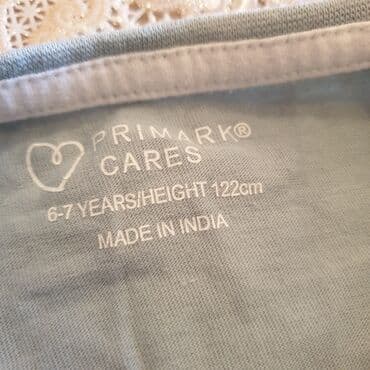 PRIMARK®
CARES
6-7 YEARS/HEIGHT 122cm
MADE IN INDIA